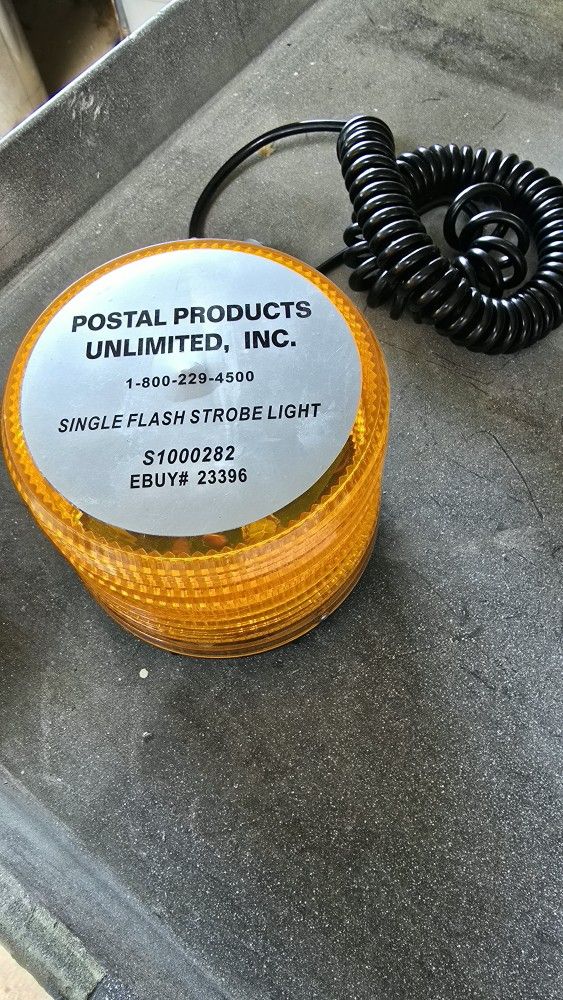 POSTAL PRODUCTS
UNLIMITED, INC.
1-800-229-4500
SINGLE FLASH STROBE LIGHT
S1000282
EBUY# 23396